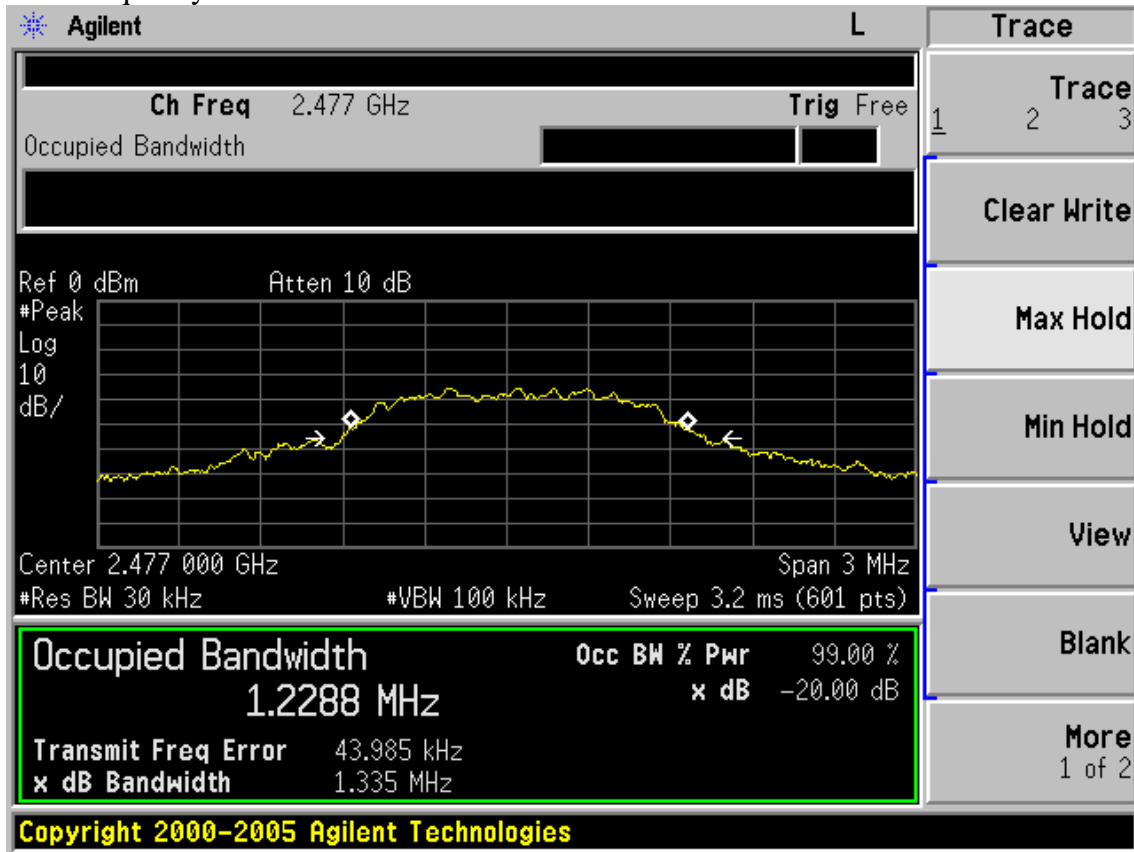 Agilent L Trace
Ch Freq 2.477 GHz Trig Free
Occupied Bandwidth
Trace
1 2 3
Clear Write
Max Hold
Min Hold
View
Blank
More
1 of 2
Ref 0 dBm Atten 10 dB
#Peak
Log
10
dB/
Center 2.477 000 GHz Span 3 MHz
#Res BW 30 kHz #VBW 100 kHz Sweep 3.2 ms (601 pts)
Occupied Bandwidth Occ BW % Pwr 99.00 %
1.2288 MHz x dB -20.00 dB
Transmit Freq Error 43.985 kHz
x dB Bandwidth 1.335 MHz
Copyright 2000-2005 Agilent Technologies